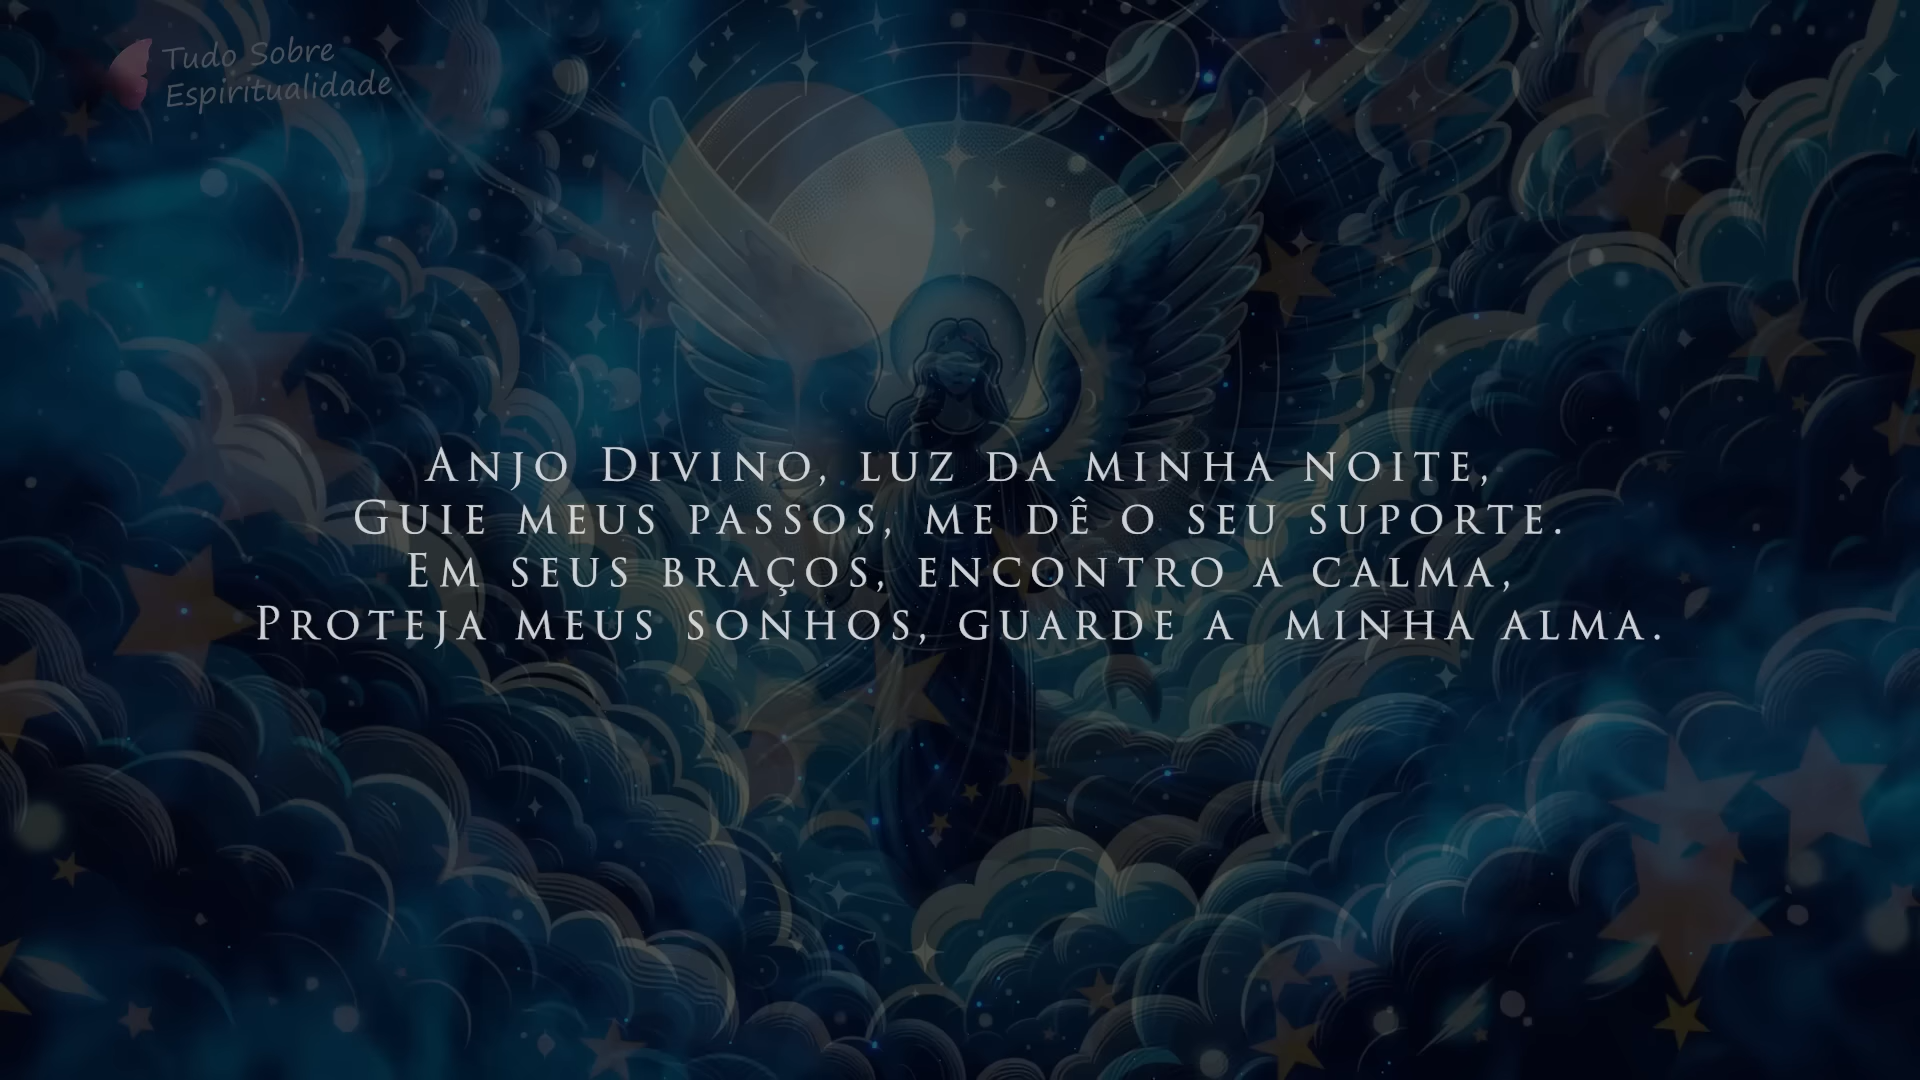 Tudo Sobre
Espiritualidade
Anjo Divino, luz da minha noite,
Guie meus passos, me dê o seu suporte.
Em seus braços, encontro a calma,
Proteja meus sonhos, guarde a  minha alma.